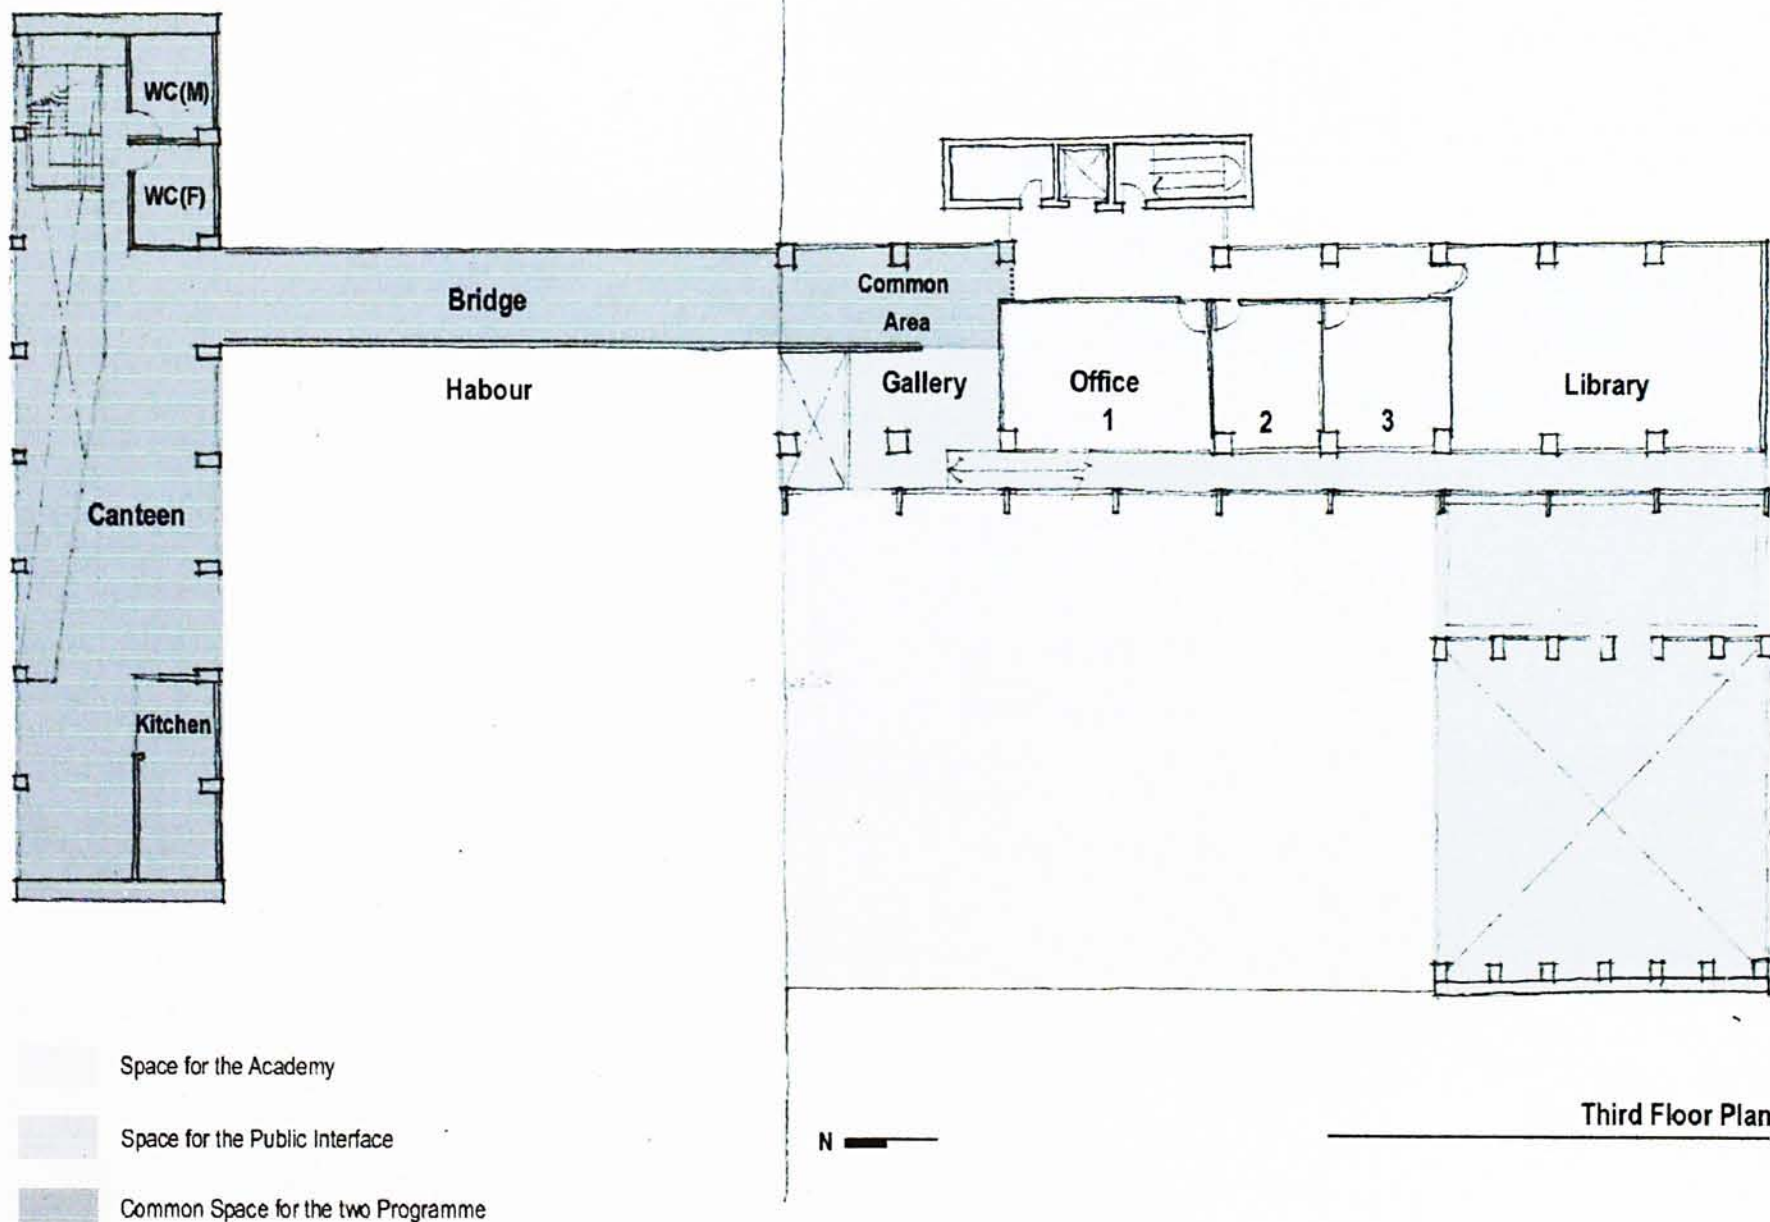 WC(M)
WC(F)
Bridge
Common
Area
Habour
Gallery
Office
1
2
3
Library
Canteen
Kitchen
Space for the Academy
Space for the Public Interface
Common Space for the two Programme
N
Third Floor Plan